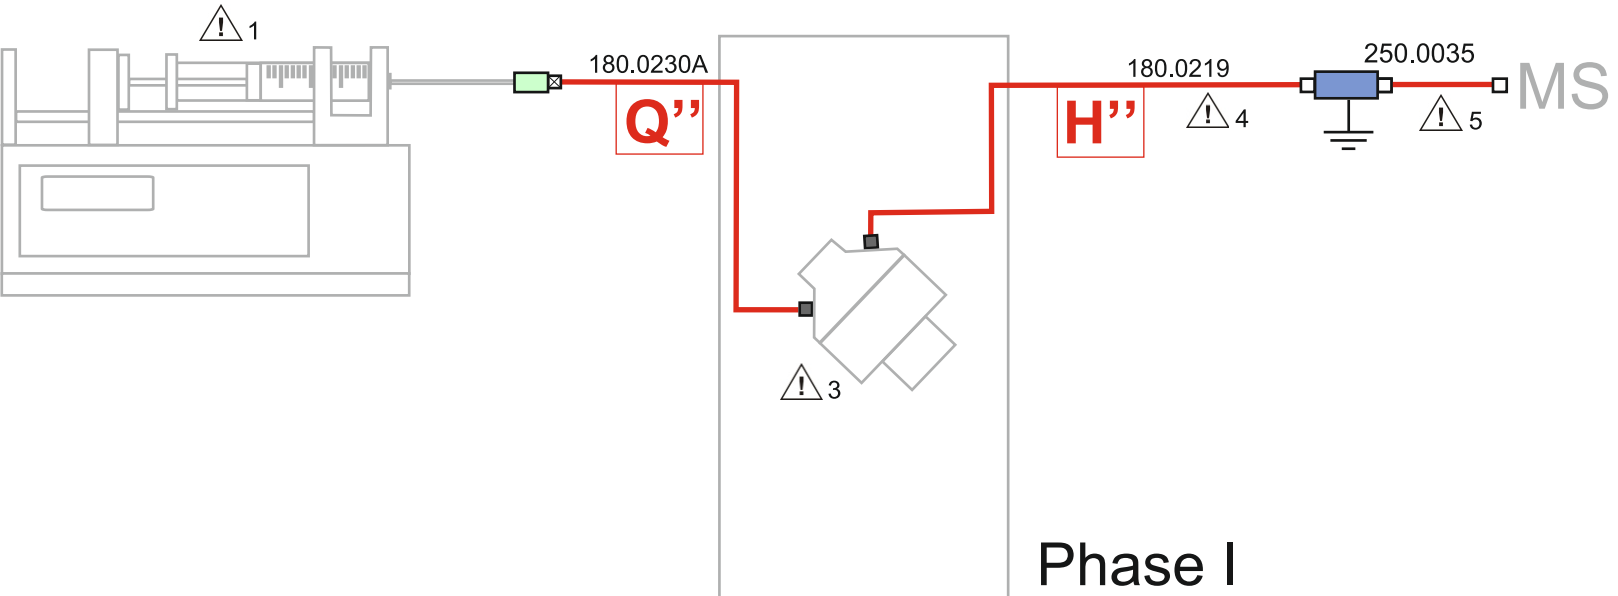 ! 1
180.0230A
Q’’
180.0219
H’’
! 4
250.0035
! 5
MS
! 3
Phase I